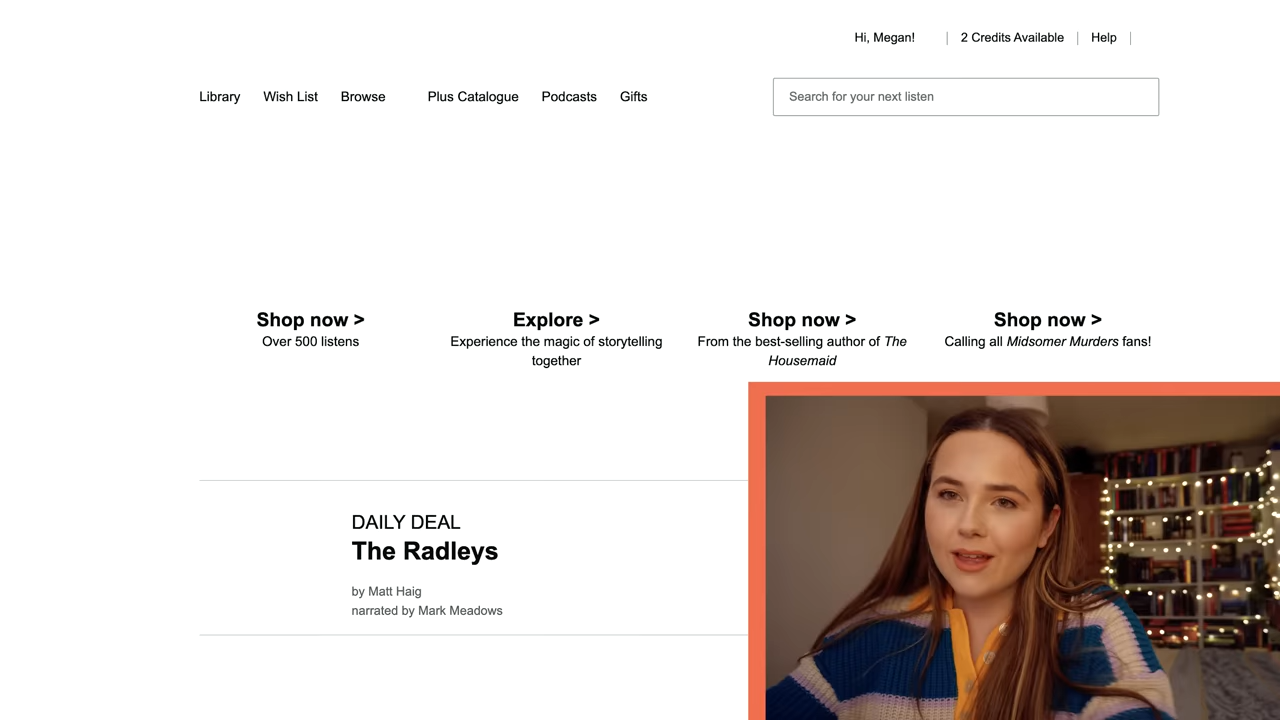 Hi, Megan!
2 Credits Available
Help
Library Wish List Browse Plus Catalogue Podcasts Gifts
Search for your next listen
Shop now >
Over 500 listens
Explore >
Experience the magic of storytelling
together
Shop now >
From the best-selling author of The
Housemaid
Shop now >
Calling all Midsomer Murders fans!
DAILY DEAL
The Radleys
by Matt Haig
narrated by Mark Meadows